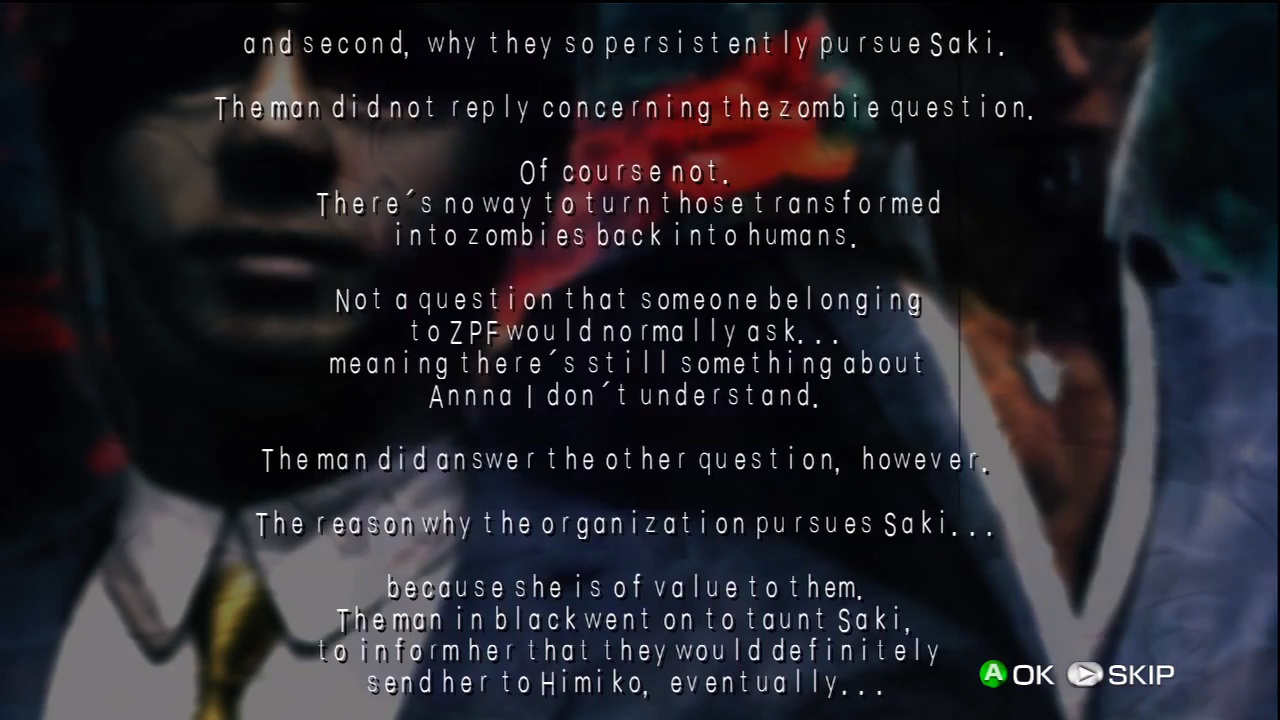 and second, why they so persistently pursue Saki.
The man did not reply concerning the zombie question.
Of course not.
There´s no way to turn those transformed
into zombies back into humans.
Not a question that someone belonging
to ZPF would normally ask...
meaning there´s still something about
Annna I don´t understand.
The man did answer the other question, however.
The reason why the organization pursues Saki...
because she is of value to them.
The man in black went on to taunt Saki,
to inform her that they would definitely
send her to Himiko, eventually...
A OK SKIP